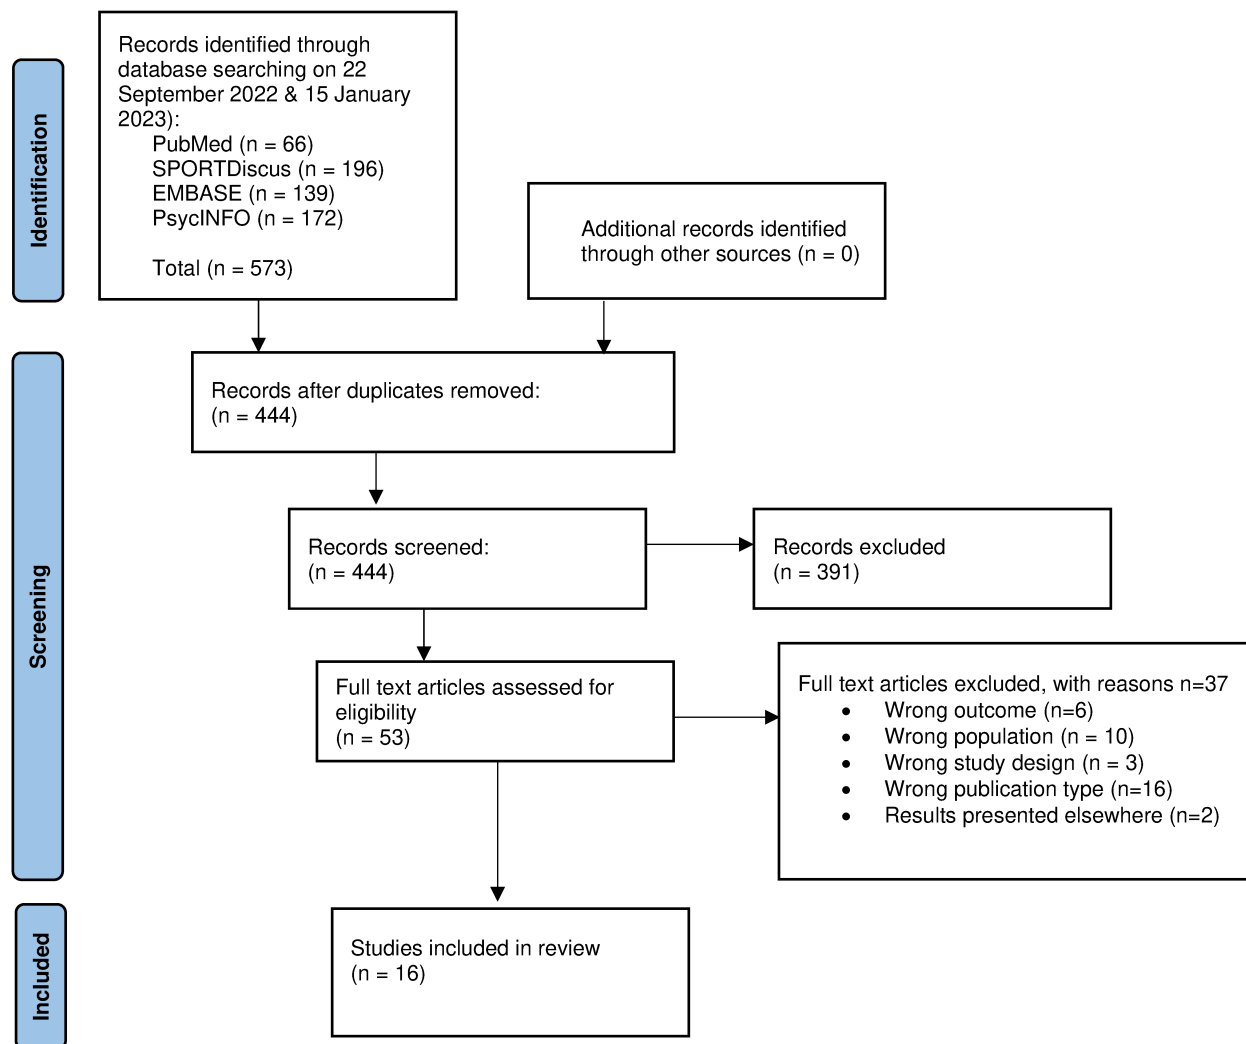 Identification
Records identified through
database searching on 22
September 2022 & 15 January
2023):
PubMed (n = 66)
SPORTDiscus (n = 196)
EMBASE (n = 139)
PsycINFO (n = 172)
Total (n = 573)
Additional records identified
through other sources (n = 0)
Screening
Records after duplicates removed:
(n = 444)
Records screened:
(n = 444)
Records excluded
(n = 391)
Full text articles assessed for
eligibility
(n = 53)
Full text articles excluded, with reasons n=37
• Wrong outcome (n=6)
• Wrong population (n = 10)
• Wrong study design (n = 3)
• Wrong publication type (n=16)
• Results presented elsewhere (n=2)
Included
Studies included in review
(n = 16)